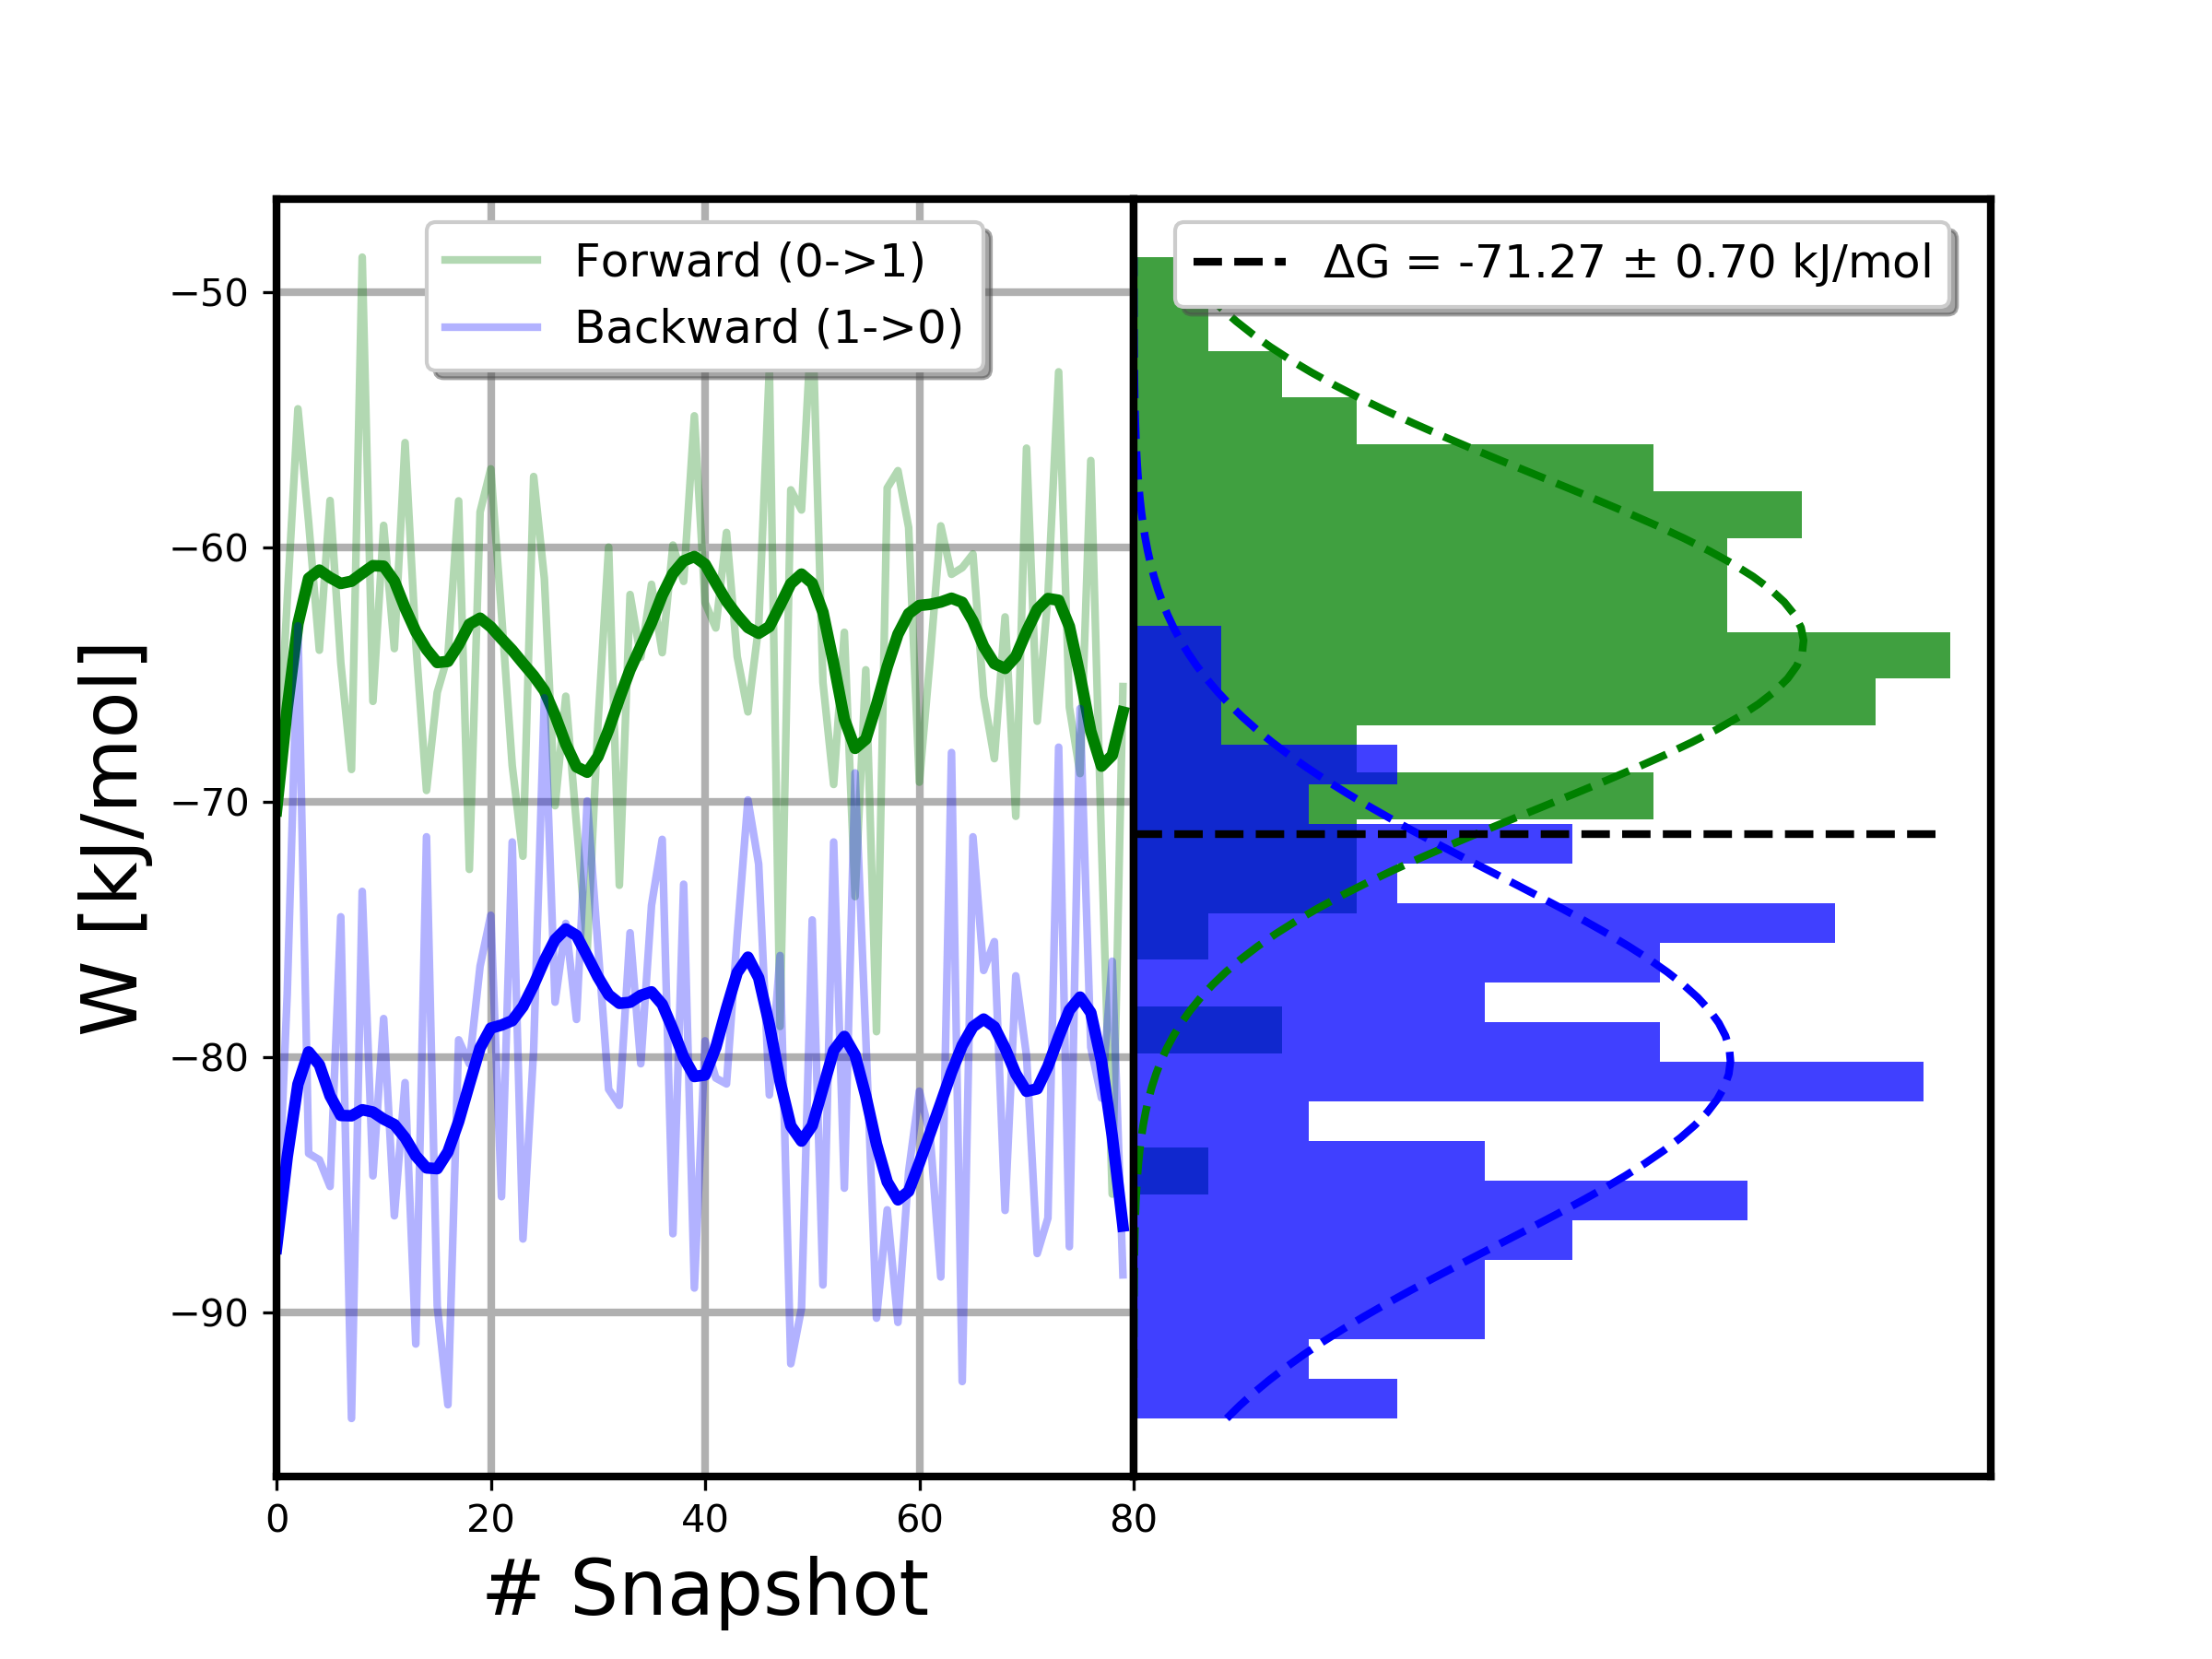 Forward (0->1)
Backward (1->0)
ΔG = -71.27 ± 0.70 kJ/mol
W [kJ/mol]
−50
−60
−70
−80
−90
0 20 40 60 80
# Snapshot